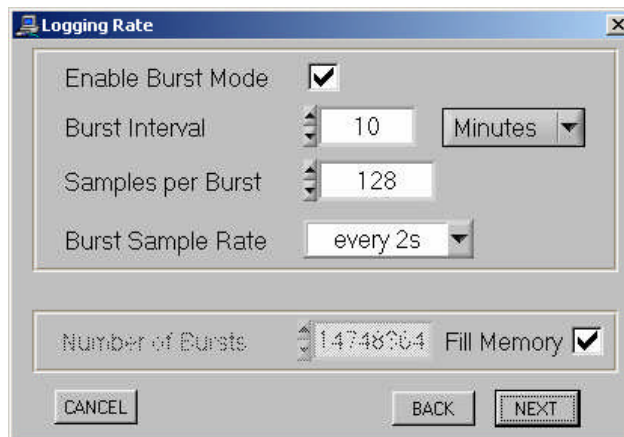 Logging Rate
Enable Burst Mode
Burst Interval 10 Minutes
Samples per Burst 128
Burst Sample Rate every 2s
Number of Bursts Fill Memory
CANCEL BACK NEXT